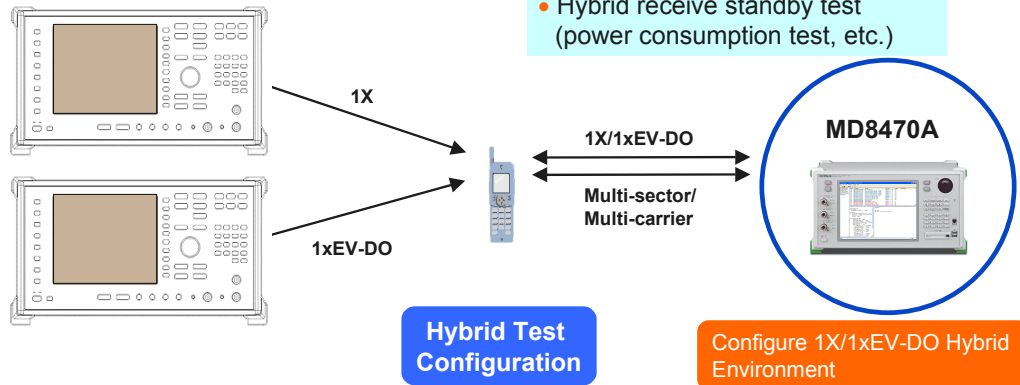 • Hybrid receive standby test
(power consumption test, etc.)
1X
1X/1xEV-DO
MD8470A
Multi-sector/
Multi-carrier
1xEV-DO
Hybrid Test
Configuration
Configure 1X/1xEV-DO Hybrid
Environment